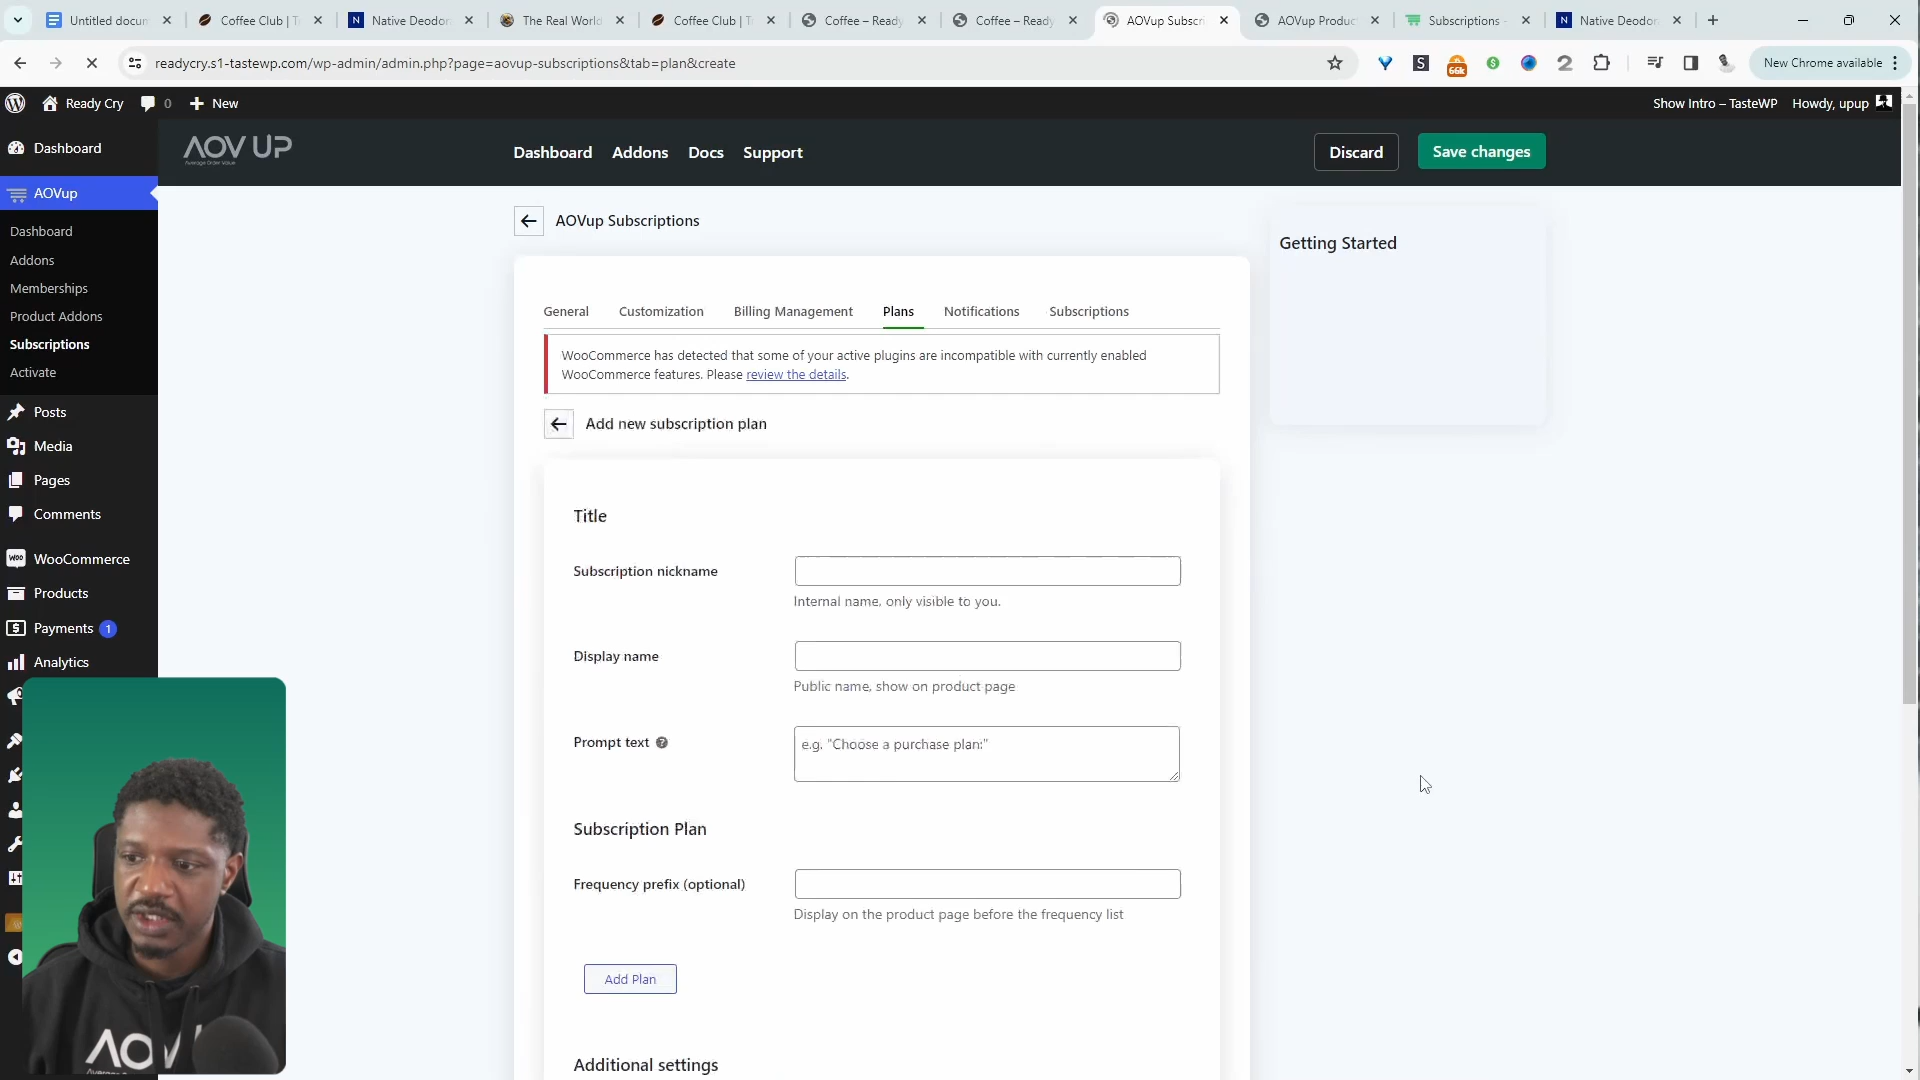 Untitled docum
Coffee Club | T
Native Deodor
The Real World
Coffee Club | T
Coffee – Ready
Coffee – Ready
AOVup Subscri
AOVup Produc
Subscriptions -
Native Deodor
readycry.s1-tastewp.com/wp-admin/admin.php?page=aovup-subscriptions&tab=plan&create
66k
New Chrome available
Ready Cry
0
New
Show Intro – TasteWP
Howdy, upup
Dashboard
AOV UP
Average Order Value
Dashboard
Addons
Docs
Support
Discard
Save changes
AOVup
Dashboard
Addons
Memberships
Product Addons
Subscriptions
Activate
Posts
Media
Pages
Comments
WooCommerce
Products
Payments 1
Analytics
AOVup Subscriptions
Getting Started
General
Customization
Billing Management
Plans
Notifications
Subscriptions
WooCommerce has detected that some of your active plugins are incompatible with currently enabled
WooCommerce features. Please review the details.
Add new subscription plan
Title
Subscription nickname
Internal name, only visible to you.
Display name
Public name, show on product page
Prompt text
e.g. "Choose a purchase plan:"
Subscription Plan
Frequency prefix (optional)
Display on the product page before the frequency list
Add Plan
Additional settings